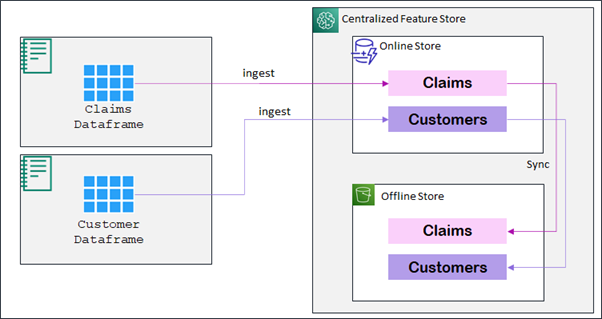 Centralized Feature Store
Online Store
ingest
Claims
Claims
Dataframe
ingest
Customers
Sync
Customer
Dataframe
Offline Store
Claims
Customers